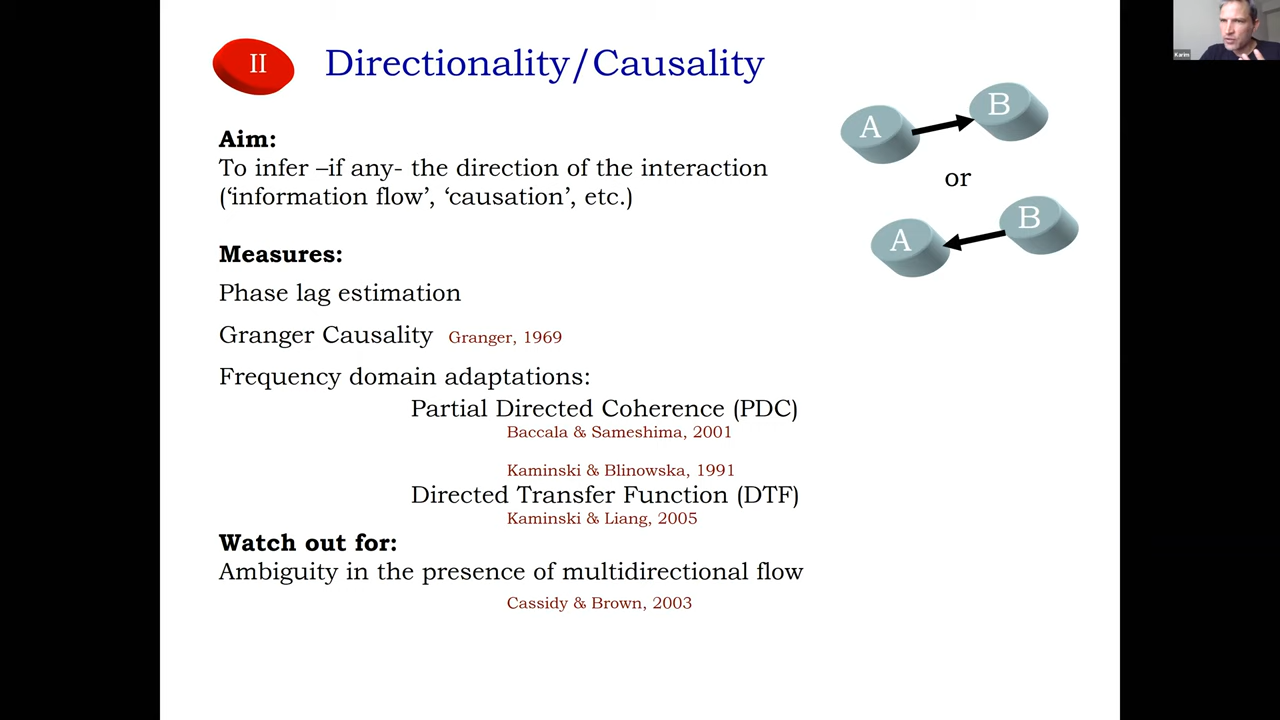 II
Directionality/Causality
Aim:
To infer –if any- the direction of the interaction
(‘information flow’, ‘causation’, etc.)
Measures:
Phase lag estimation
Granger Causality Granger, 1969
Frequency domain adaptations:
Partial Directed Coherence (PDC)
Baccala & Sameshima, 2001
Kaminski & Blinowska, 1991
Directed Transfer Function (DTF)
Kaminski & Liang, 2005
Watch out for:
Ambiguity in the presence of multidirectional flow
Cassidy & Brown, 2003
A
B
or
A
B
Karim